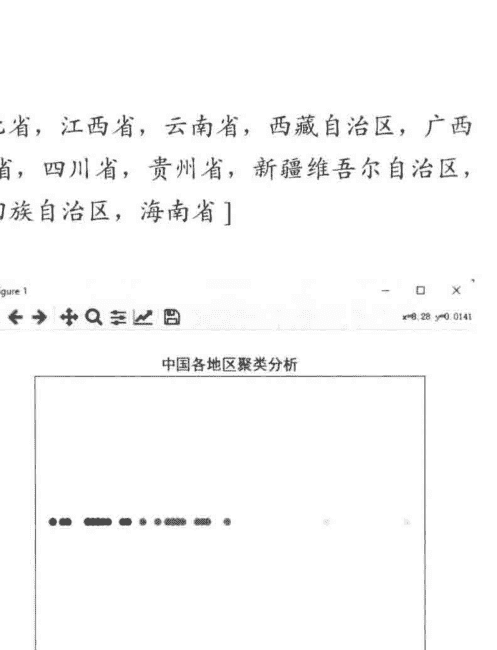 省，江西省，云南省，西藏自治区，广西
省，四川省，贵州省，新疆维吾尔自治区，
族自治区，海南省]
gure 1
x=8.28 y=0.0141
中国各地区聚类分析